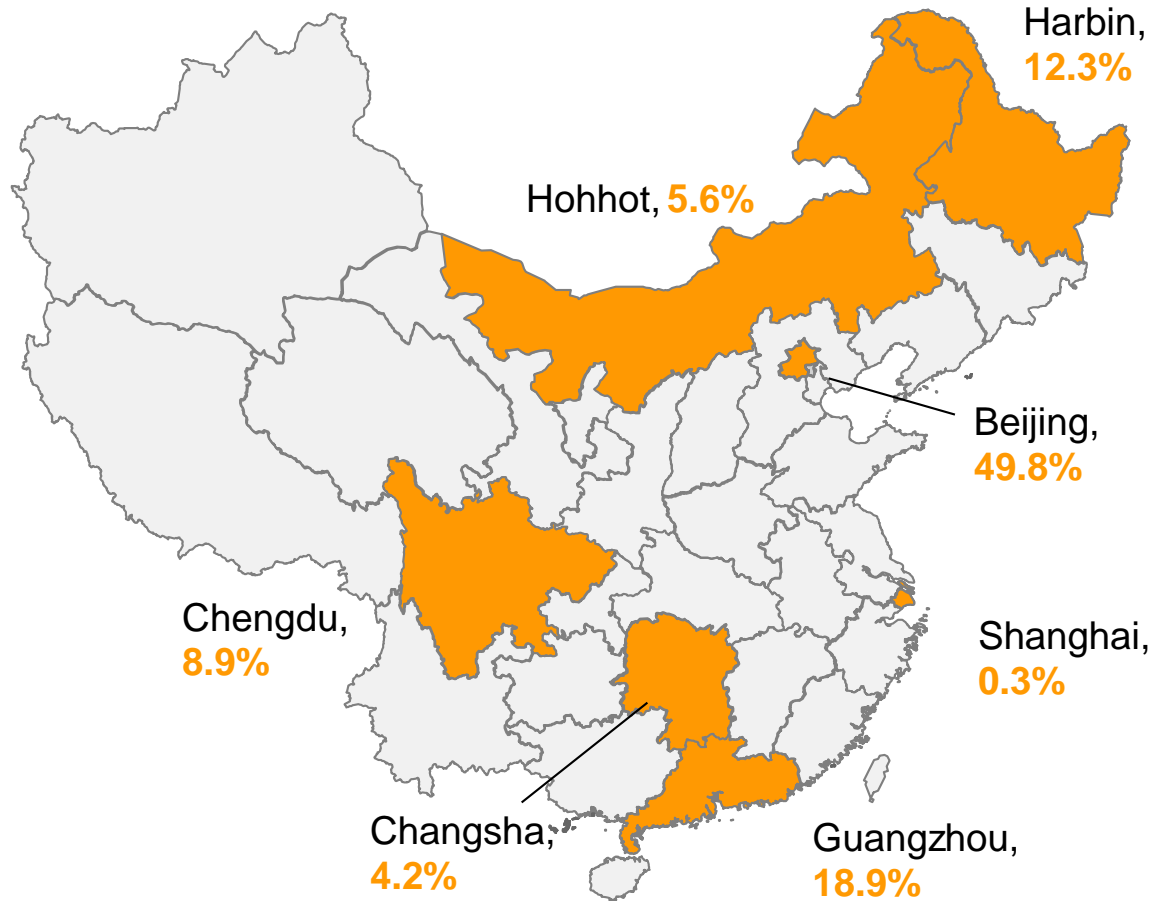 Harbin,
12.3%
Hohhot, 5.6%
Beijing,
49.8%
Chengdu,
8.9%
Shanghai,
0.3%
Changsha,
4.2%
Guangzhou,
18.9%